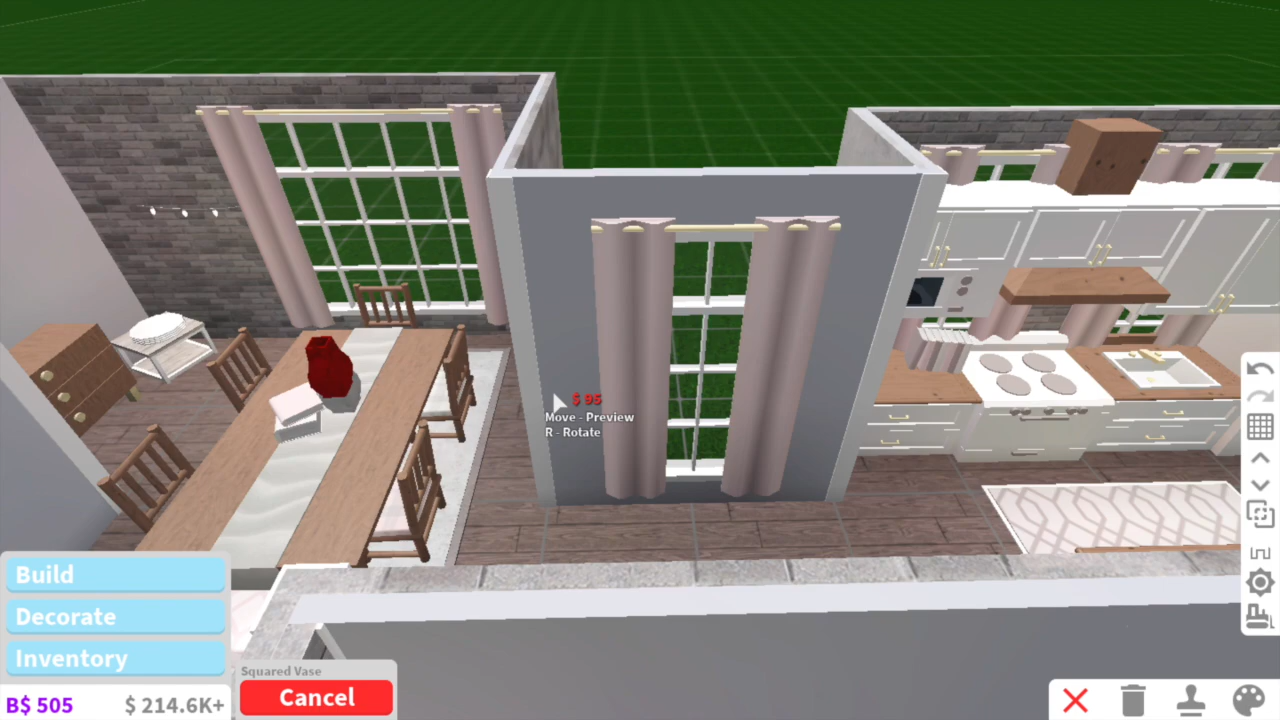 $ 95
Move - Preview
R - Rotate
Build
Decorate
Inventory
Squared Vase
Cancel
B$ 505
$ 214.6K+